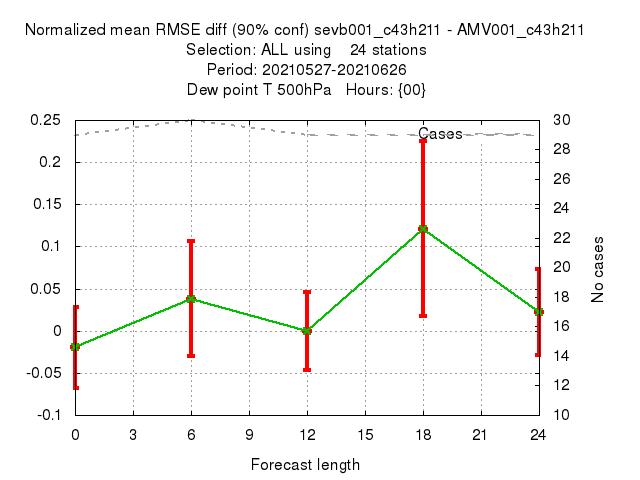 Normalized mean RMSE diff (90% conf) sevb001_c43h211 - AMV001_c43h211
Selection: ALL using    24 stations
Period: 20210527-20210626
Dew point T 500hPa   Hours: {00}
0.25
0.2
0.15
0.1
0.05
0
-0.05
-0.1
Cases
30
28
26
24
22
20
18
16
14
12
10
No cases
0 3 6 9 12 15 18 21 24
Forecast length